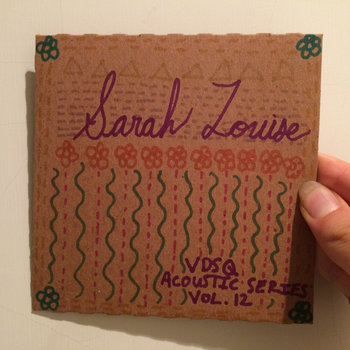 Sarah Louise
VDSQ
ACOUSTIC SERIES
VOL. 12